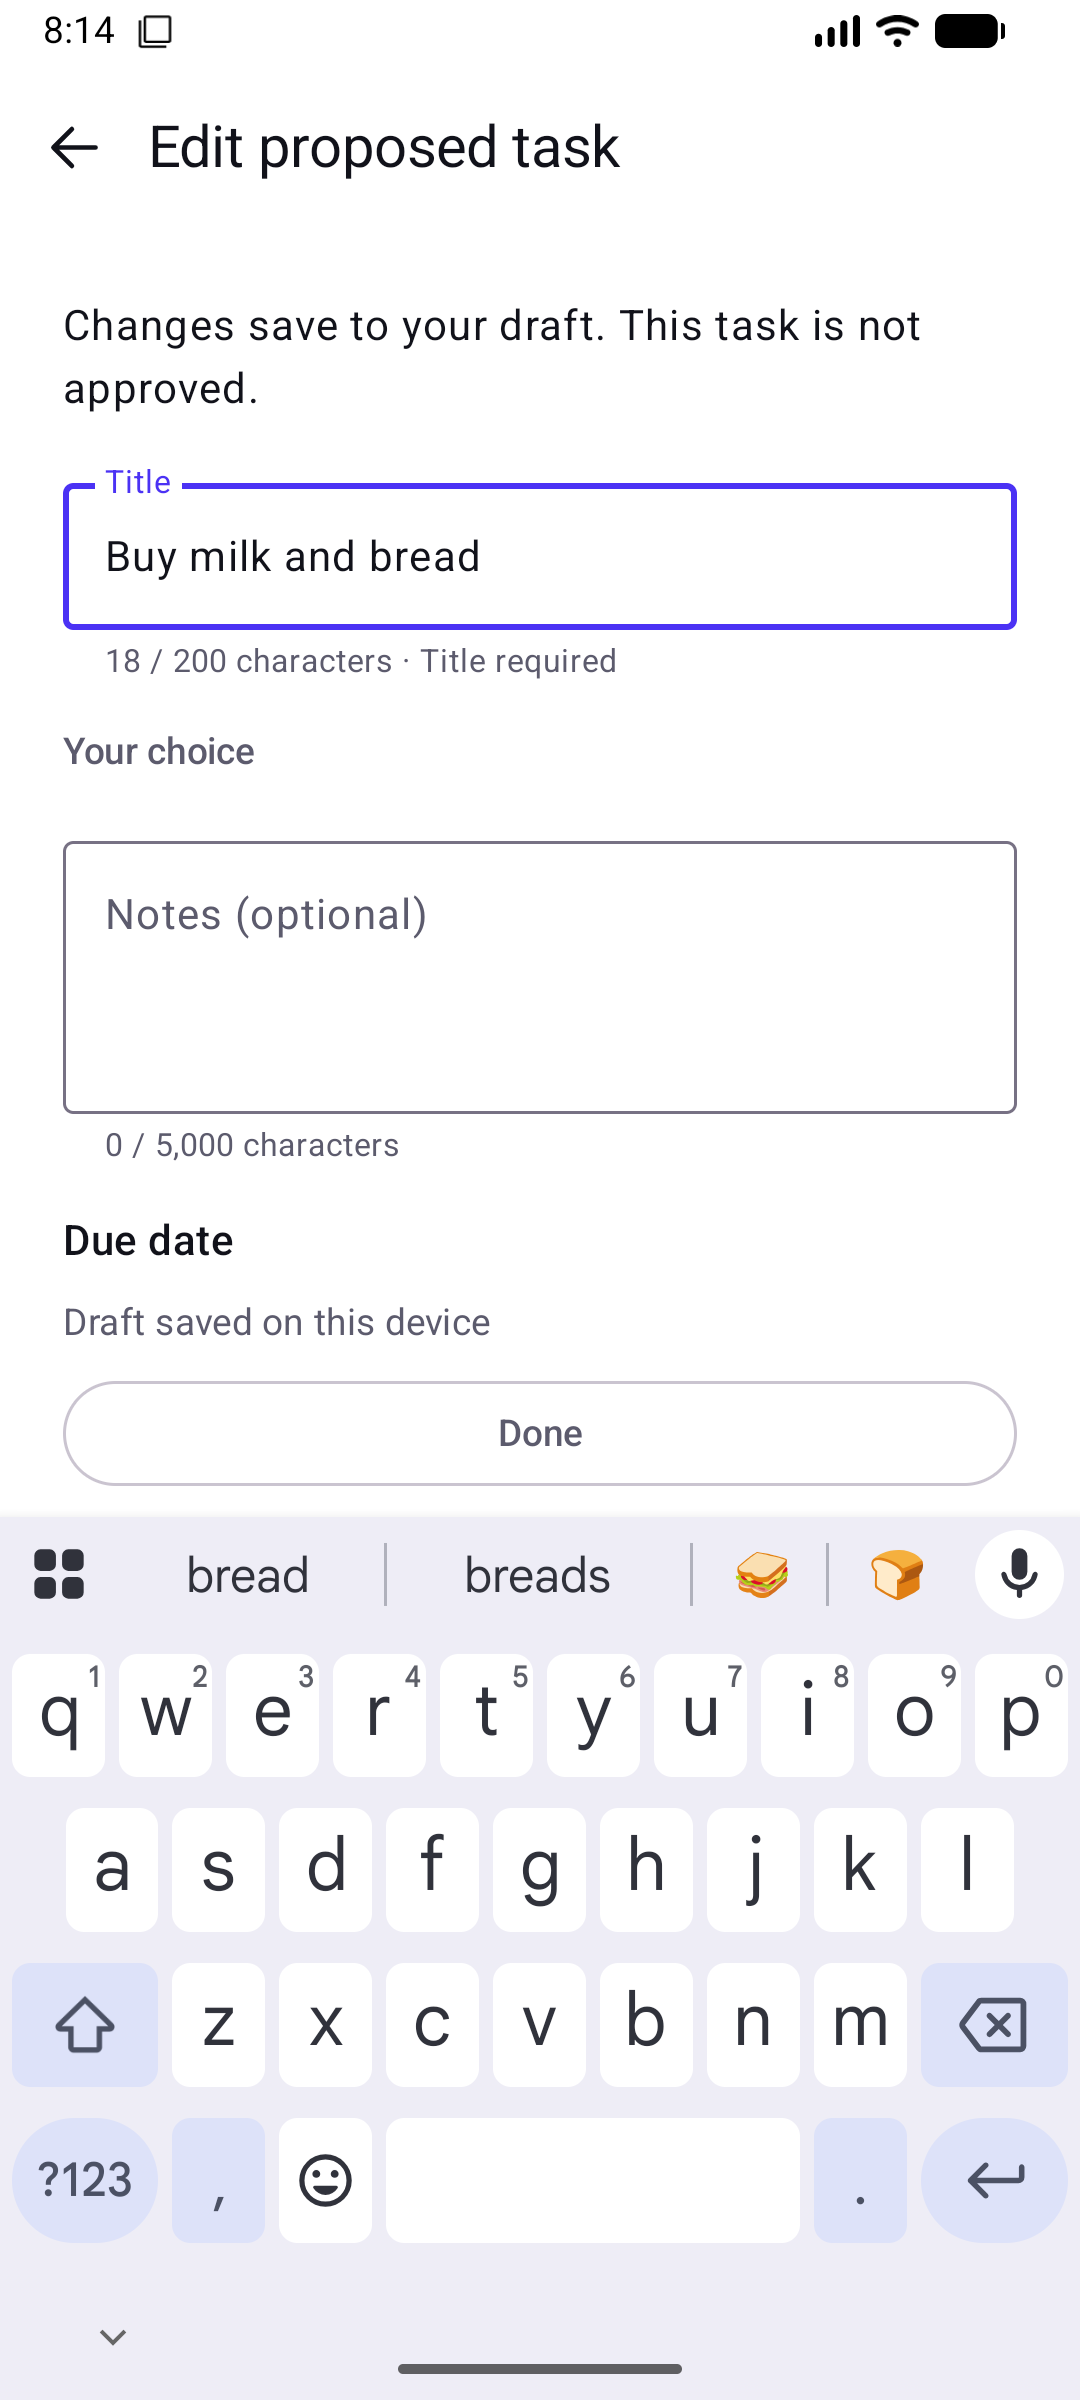 8:14
Edit proposed task
Changes save to your draft. This task is not
approved.
Title
Buy milk and bread
18 / 200 characters · Title required
Your choice
Notes (optional)
0 / 5,000 characters
Due date
Draft saved on this device
Done
bread breads
q1 w2 e3 r4 t5 y6 u7 i8 o9 p0
a s d f g h j k l
z x c v b n m
?123 , .